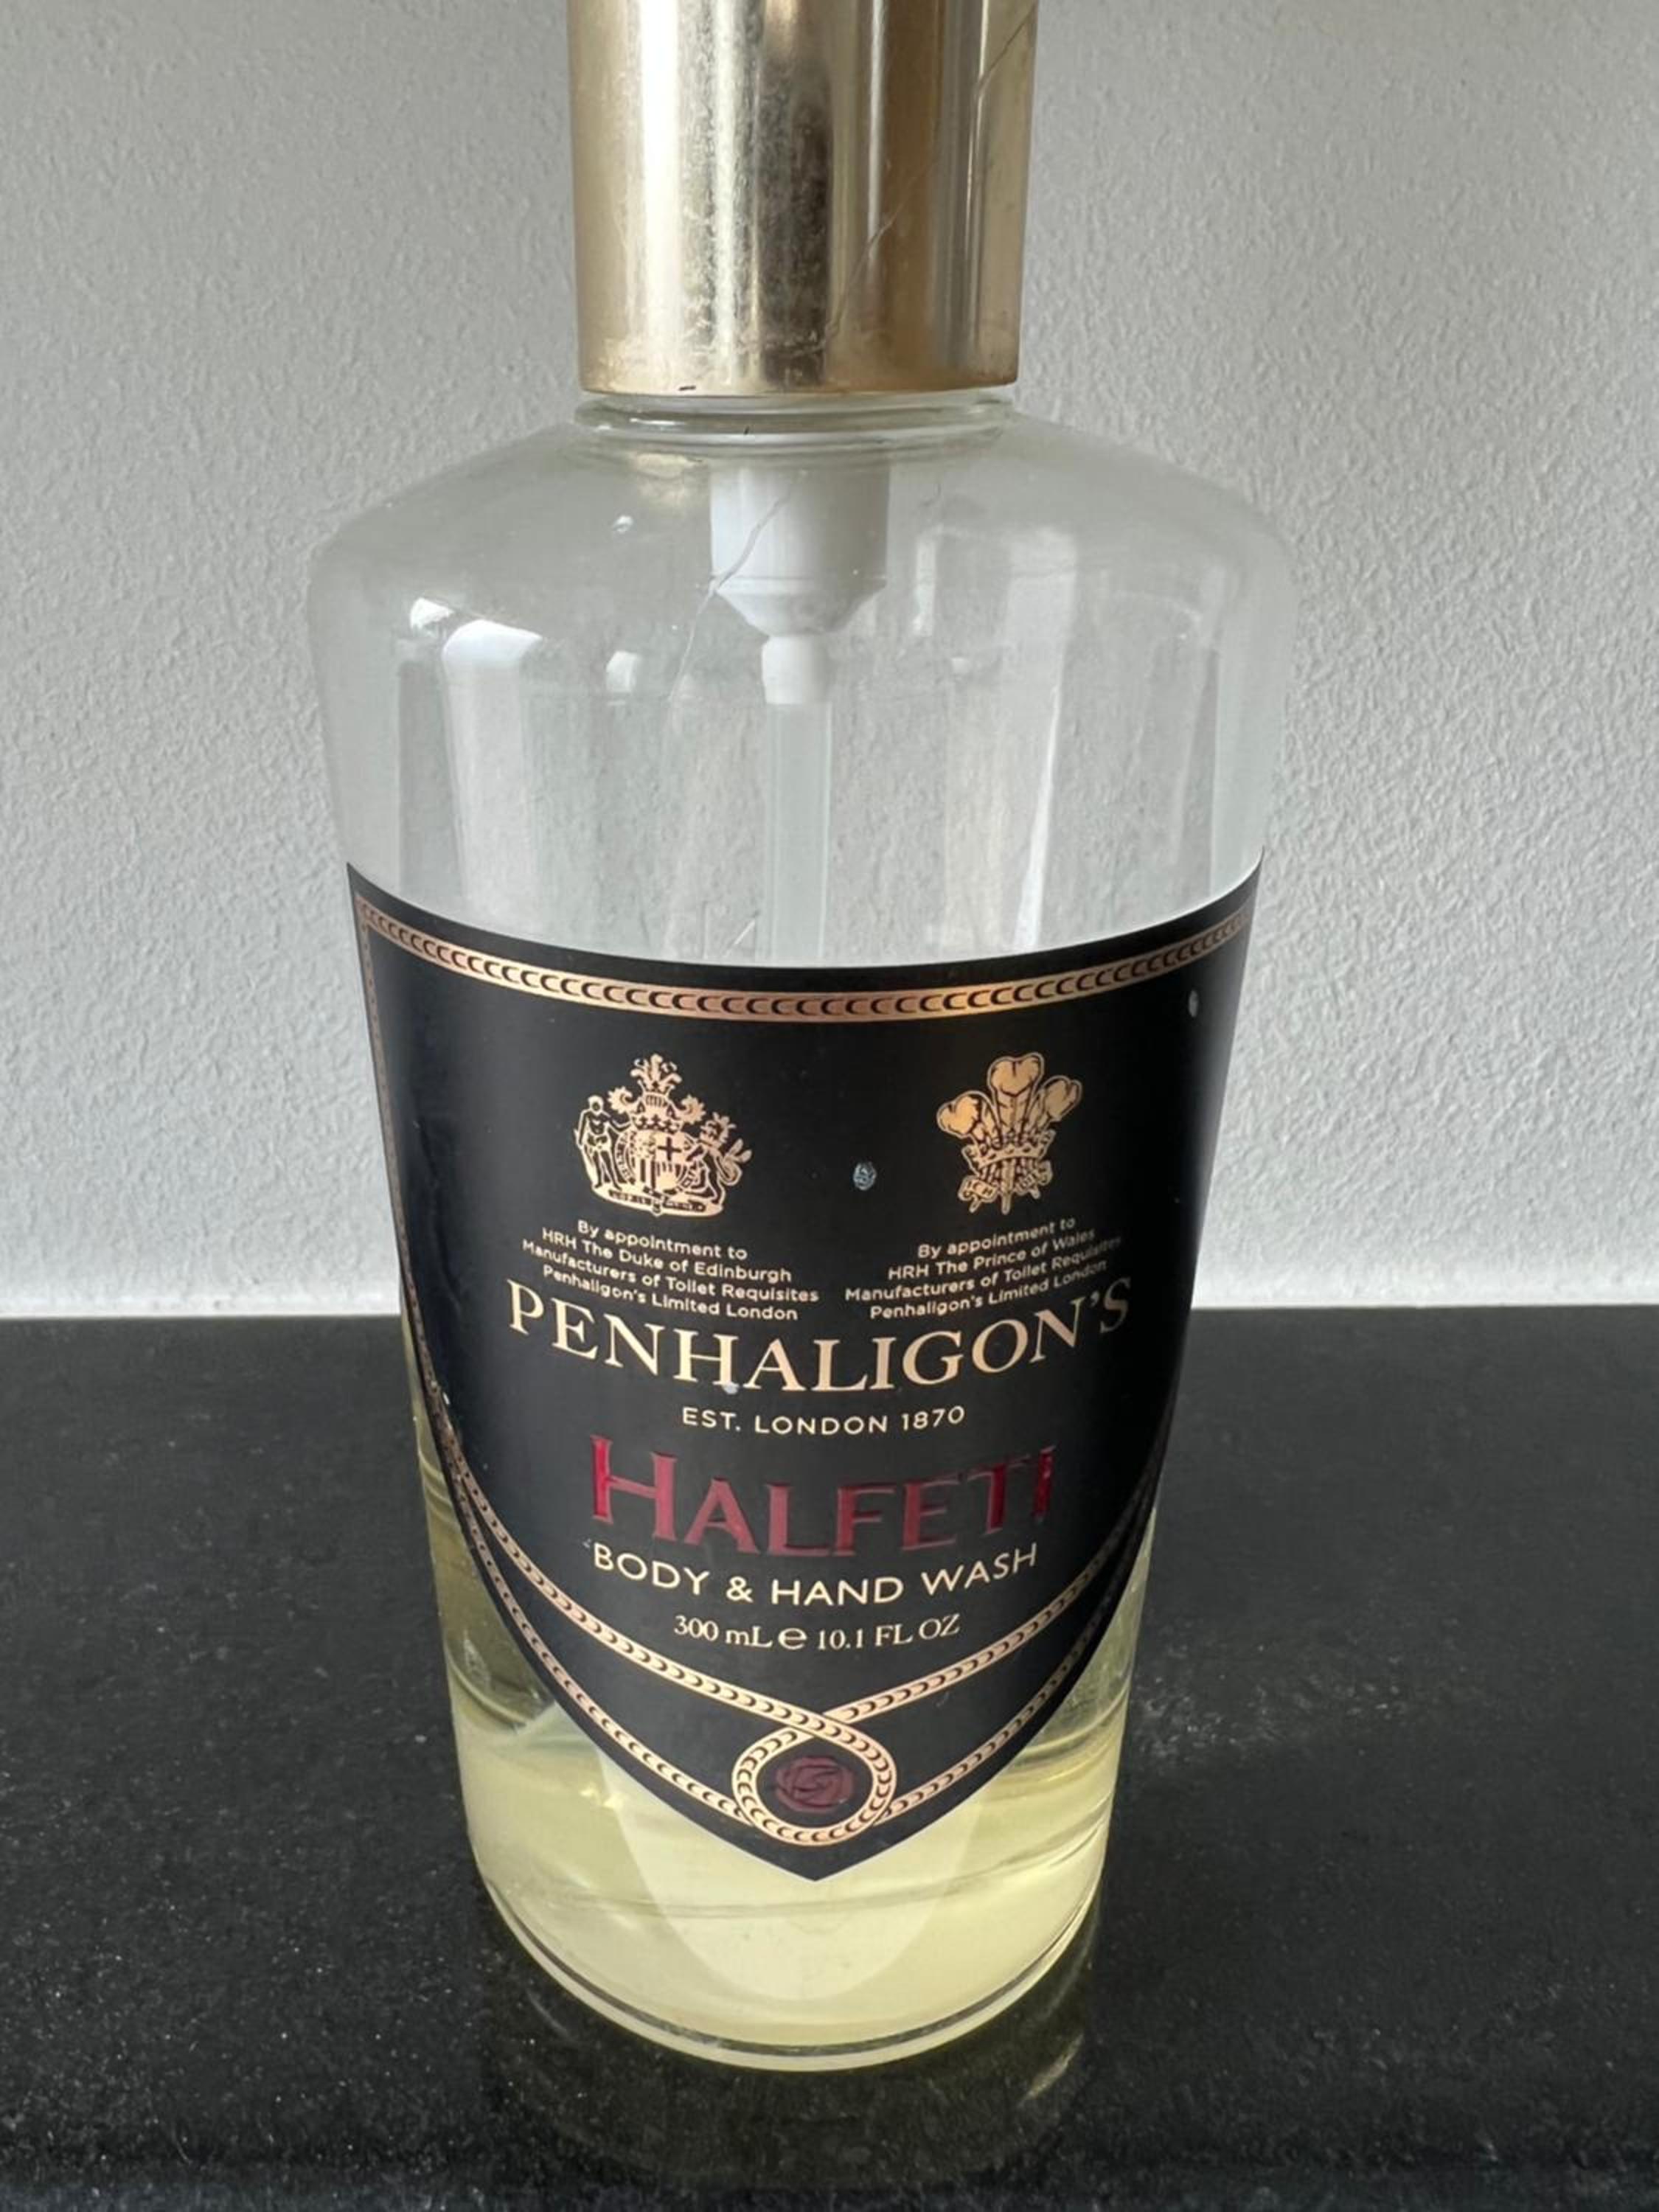 By appointment to
HRH The Duke of Edinburgh
Manufacturers of Toilet Requisites
Penhaligon's Limited London
By appointment to
HRH The Prince of Wales
Manufacturers of Toilet Requisites
Penhaligon's Limited London
PENHALIGON'S
EST. LONDON 1870
HALFETI
BODY & HAND WASH
300 mL e 10.1 FL OZ